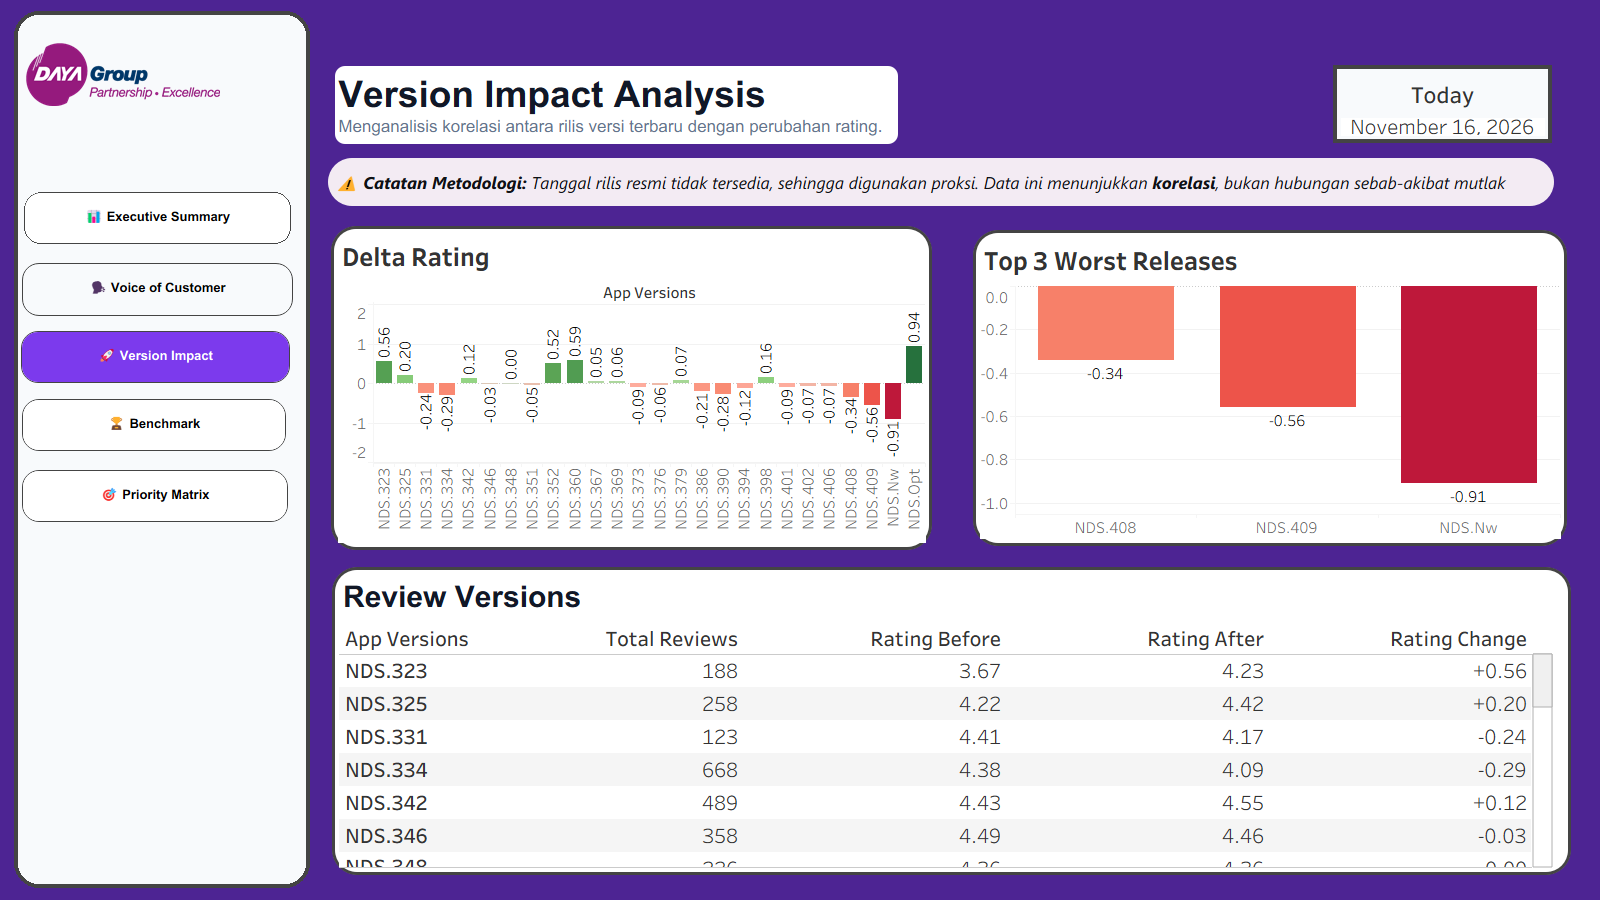 DAYA Group
Partnership • Excellence
Executive Summary
Voice of Customer
Version Impact
Benchmark
Priority Matrix
Version Impact Analysis
Menganalisis korelasi antara rilis versi terbaru dengan perubahan rating.
Today
November 16, 2026
Catatan Metodologi: Tanggal rilis resmi tidak tersedia, sehingga digunakan proksi. Data ini menunjukkan korelasi, bukan hubungan sebab-akibat mutlak
Delta Rating
App Versions
2
1
0
-1
-2
0.56
0.20
-0.24
-0.29
0.12
-0.03
0.00
-0.05
0.52
0.59
0.05
0.06
-0.09
-0.06
0.07
-0.21
-0.28
-0.12
0.16
-0.09
-0.07
-0.07
-0.34
-0.56
-0.91
0.94
NDS.323
NDS.325
NDS.331
NDS.334
NDS.342
NDS.346
NDS.348
NDS.351
NDS.352
NDS.360
NDS.367
NDS.369
NDS.373
NDS.376
NDS.379
NDS.386
NDS.390
NDS.394
NDS.398
NDS.401
NDS.402
NDS.406
NDS.408
NDS.409
NDS.Nw
NDS.Opt
Top 3 Worst Releases
0.0
-0.2
-0.4
-0.6
-0.8
-1.0
-0.34
-0.56
-0.91
NDS.408
NDS.409
NDS.Nw
Review Versions
App Versions Total Reviews Rating Before Rating After Rating Change
NDS.323 188 3.67 4.23 +0.56
NDS.325 258 4.22 4.42 +0.20
NDS.331 123 4.41 4.17 -0.24
NDS.334 668 4.38 4.09 -0.29
NDS.342 489 4.43 4.55 +0.12
NDS.346 358 4.49 4.46 -0.03
NDS.348